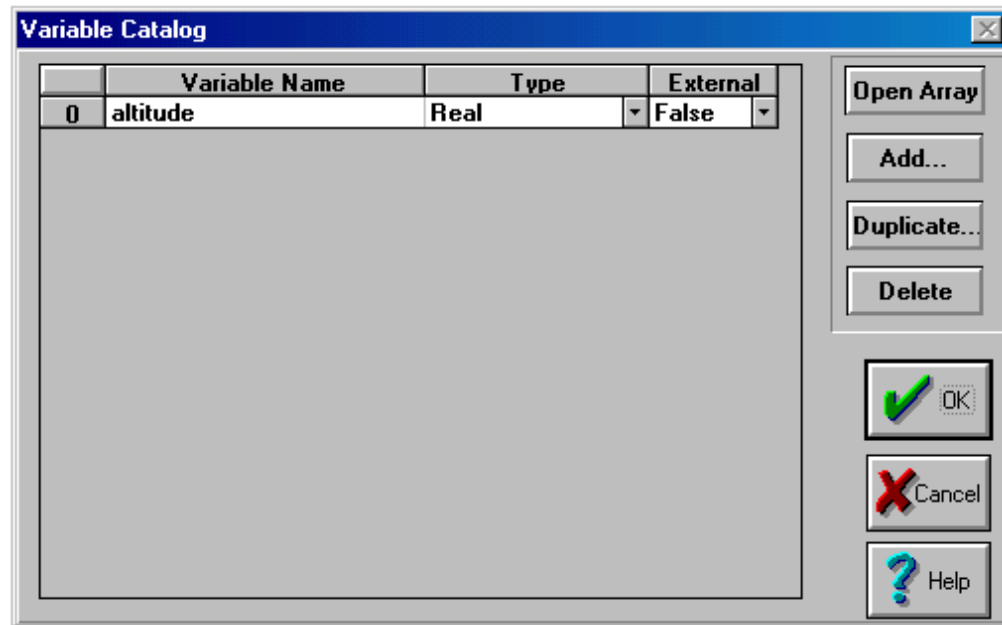 Variable Catalog
Variable Name Type External
0 altitude Real False
Open Array
Add...
Duplicate...
Delete
OK
Cancel
Help